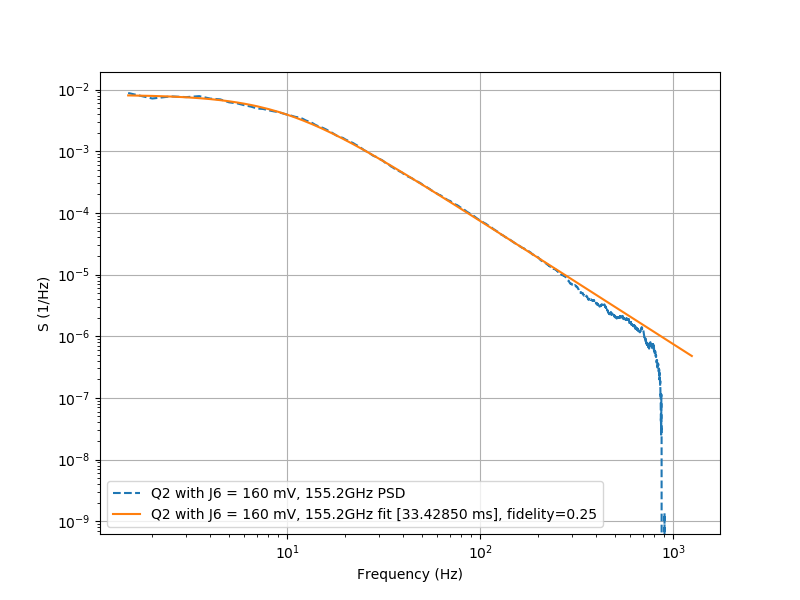 10⁻²
10⁻³
10⁻⁴
10⁻⁵
10⁻⁶
10⁻⁷
10⁻⁸
10⁻⁹
S (1/Hz)
Q2 with J6 = 160 mV, 155.2GHz PSD
Q2 with J6 = 160 mV, 155.2GHz fit [33.42850 ms], fidelity=0.25
10¹ 10² 10³
Frequency (Hz)